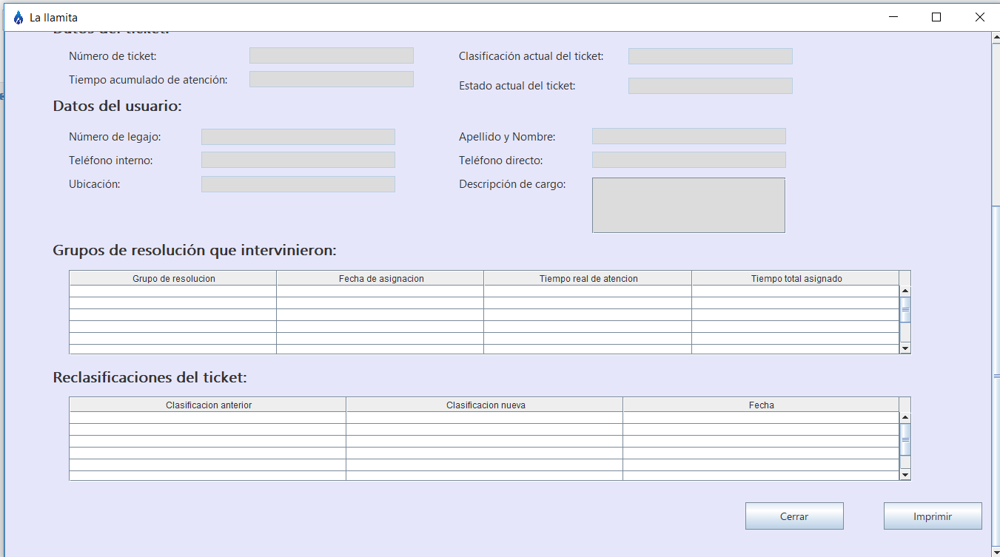 La llamita
Datos del ticket:
Número de ticket:
Clasificación actual del ticket:
Tiempo acumulado de atención:
Estado actual del ticket:
Datos del usuario:
Número de legajo:
Apellido y Nombre:
Teléfono interno:
Teléfono directo:
Ubicación:
Descripción de cargo:
Grupos de resolución que intervinieron:
Grupo de resolucion Fecha de asignacion Tiempo real de atencion Tiempo total asignado
Reclasificaciones del ticket:
Clasificacion anterior Clasificacion nueva Fecha
Cerrar Imprimir